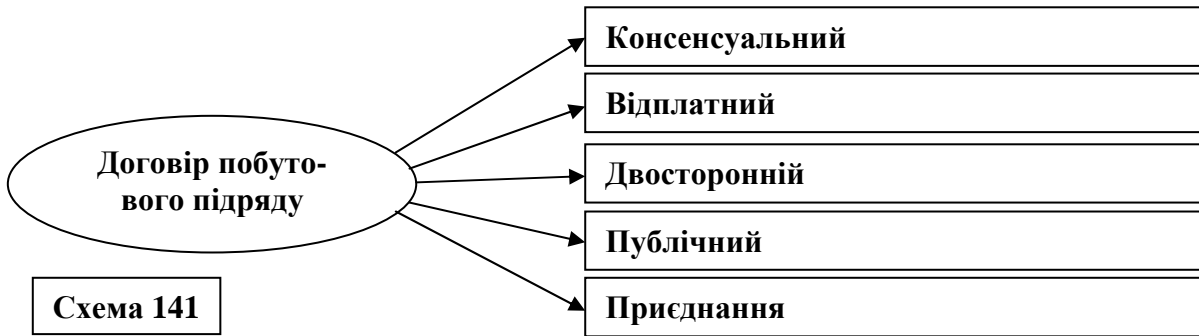 Консенсуальний
Відплатний
Договір побуто-
вого підряду
Двосторонній
Публічний
Схема 141
Приєднання